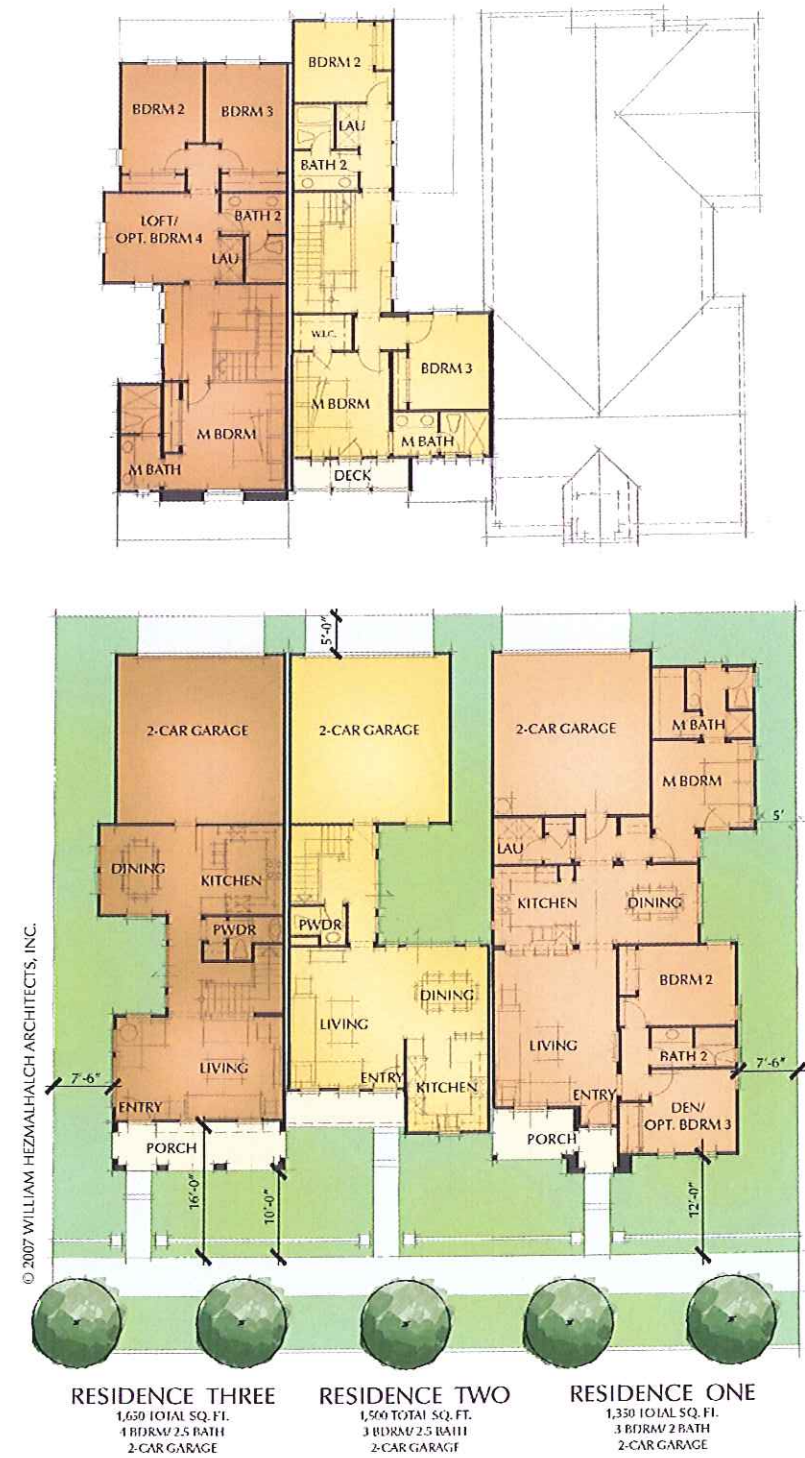 BDRM 2
BDRM 2
BDRM 3
LAU
BATH 2
LOFT/
OPT. BDRM 4
BATH 2
LAU
W.I.C.
BDRM 3
M BDRM
M BDRM
M BATH
M BATH
DECK
5'-0"
2-CAR GARAGE
2-CAR GARAGE
2-CAR GARAGE
M BATH
M BDRM
5'
LAU
DINING
KITCHEN
KITCHEN
DINING
PWDR
PWDR
BDRM 2
DINING
LIVING
LIVING
BATH 2
LIVING
7'-6"
7'-6"
ENTRY
KITCHEN
ENTRY
ENTRY
DEN/
OPT. BDRM 3
PORCH
PORCH
16'-0"
10'-0"
12'-0"
© 2007 WILLIAM HEZMALHALCH ARCHITECTS, INC.
RESIDENCE THREE
1,650 TOTAL SQ. FT.
4 BDRM/ 2.5 BATH
2-CAR GARAGE
RESIDENCE TWO
1,500 TOTAL SQ. FT.
3 BDRM/ 2.5 BATH
2-CAR GARAGE
RESIDENCE ONE
1,350 TOTAL SQ. FT.
3 BDRM/ 2 BATH
2-CAR GARAGE